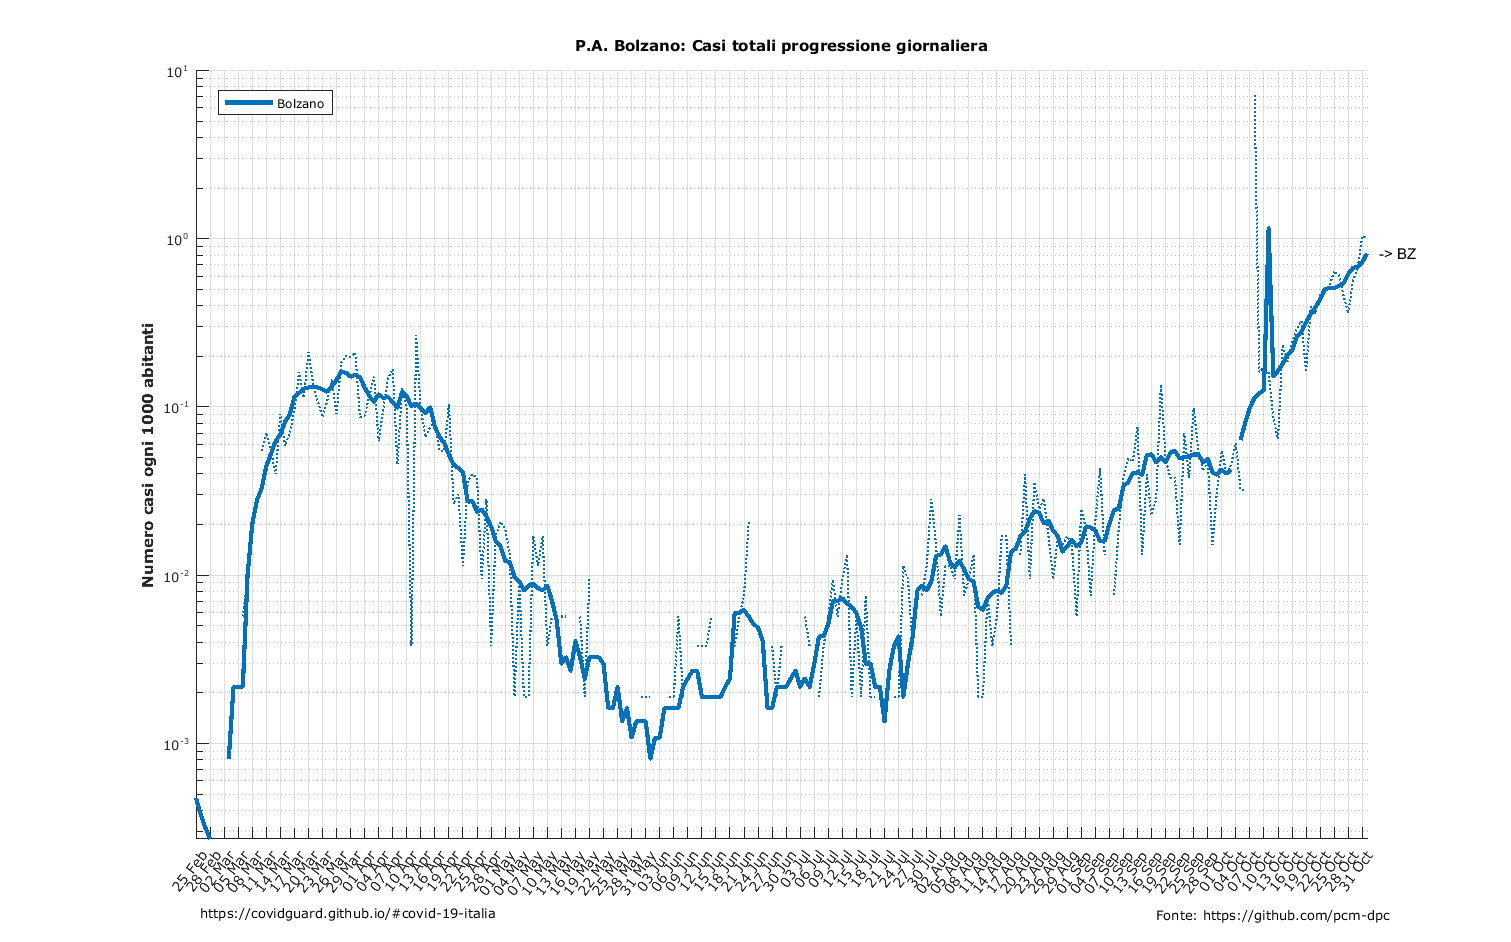 P.A. Bolzano: Casi totali progressione giornaliera
Bolzano
Numero casi ogni 1000 abitanti
10¹
10⁰
10⁻¹
10⁻²
10⁻³
-> BZ
25 Feb
28 Feb
02 Mar
05 Mar
08 Mar
11 Mar
14 Mar
17 Mar
20 Mar
23 Mar
26 Mar
29 Mar
01 Apr
04 Apr
07 Apr
10 Apr
13 Apr
16 Apr
19 Apr
22 Apr
25 Apr
28 Apr
01 May
04 May
07 May
10 May
13 May
16 May
19 May
22 May
25 May
28 May
31 May
03 Jun
06 Jun
09 Jun
12 Jun
15 Jun
18 Jun
21 Jun
24 Jun
27 Jun
30 Jun
03 Jul
06 Jul
09 Jul
12 Jul
15 Jul
18 Jul
21 Jul
24 Jul
27 Jul
30 Jul
02 Aug
05 Aug
08 Aug
11 Aug
14 Aug
17 Aug
20 Aug
23 Aug
26 Aug
29 Aug
01 Sep
04 Sep
07 Sep
10 Sep
13 Sep
16 Sep
19 Sep
22 Sep
25 Sep
28 Sep
01 Oct
04 Oct
07 Oct
10 Oct
13 Oct
16 Oct
19 Oct
22 Oct
25 Oct
28 Oct
31 Oct
https://covidguard.github.io/#covid-19-italia
Fonte: https://github.com/pcm-dpc